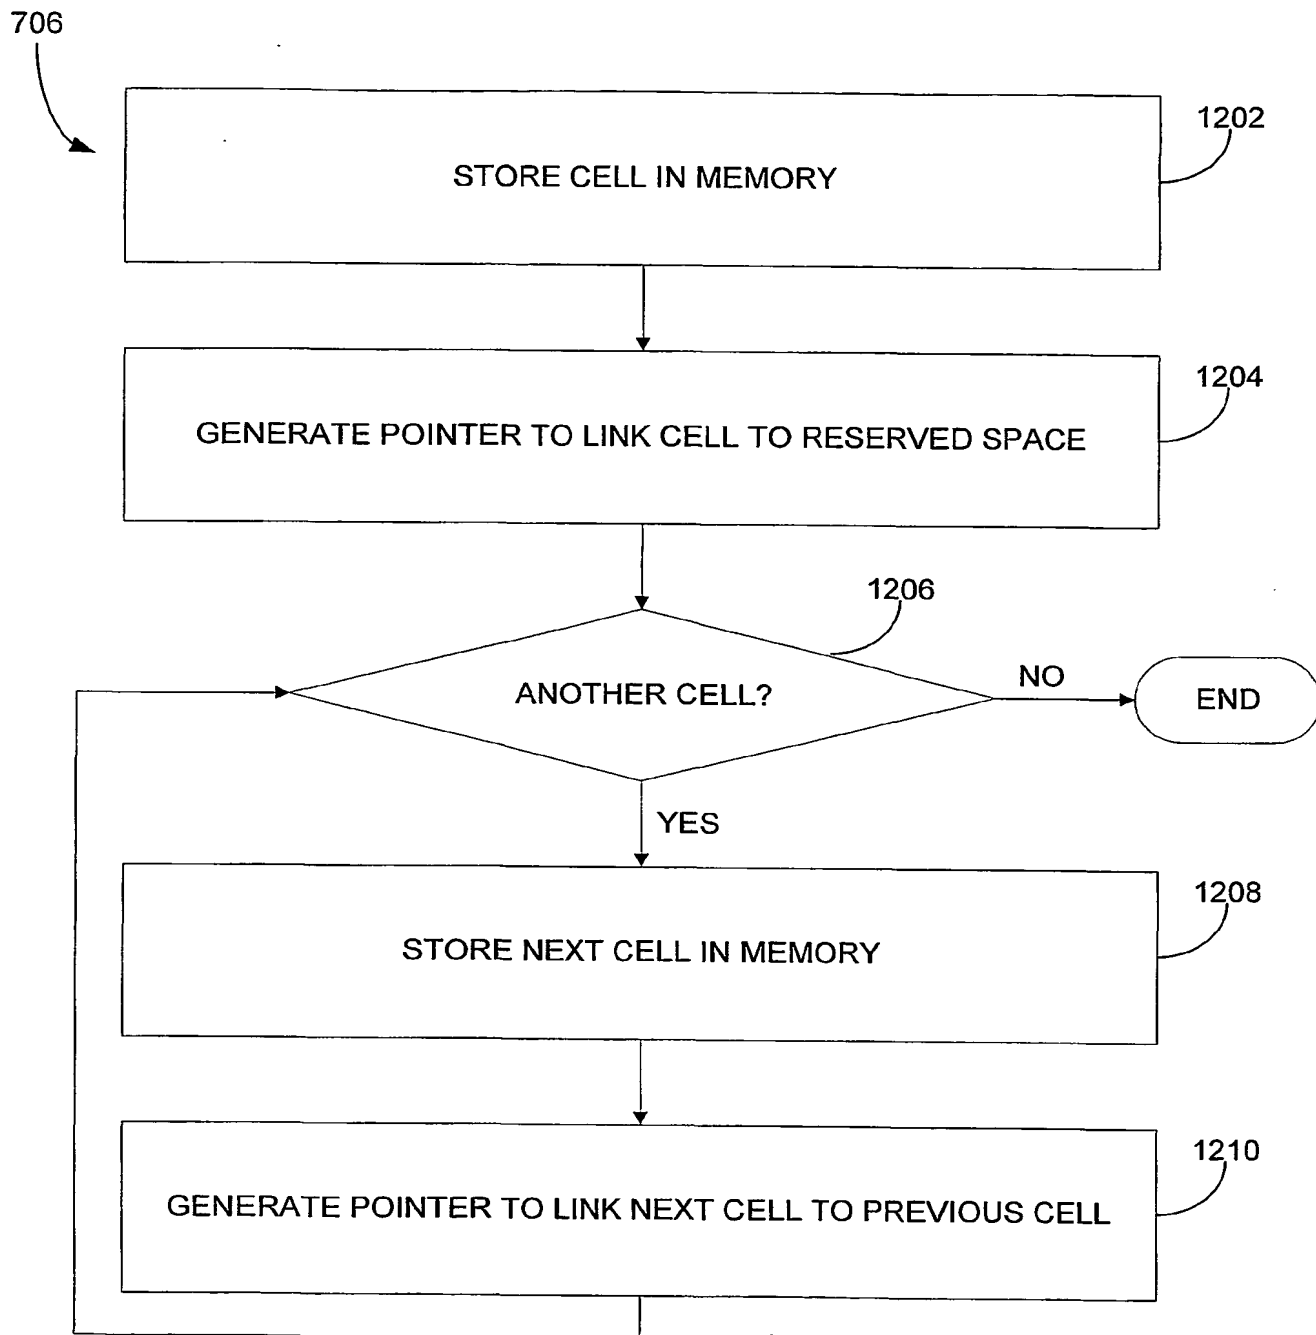 706
1202
STORE CELL IN MEMORY
1204
GENERATE POINTER TO LINK CELL TO RESERVED SPACE
1206
ANOTHER CELL?
NO
END
YES
1208
STORE NEXT CELL IN MEMORY
1210
GENERATE POINTER TO LINK NEXT CELL TO PREVIOUS CELL